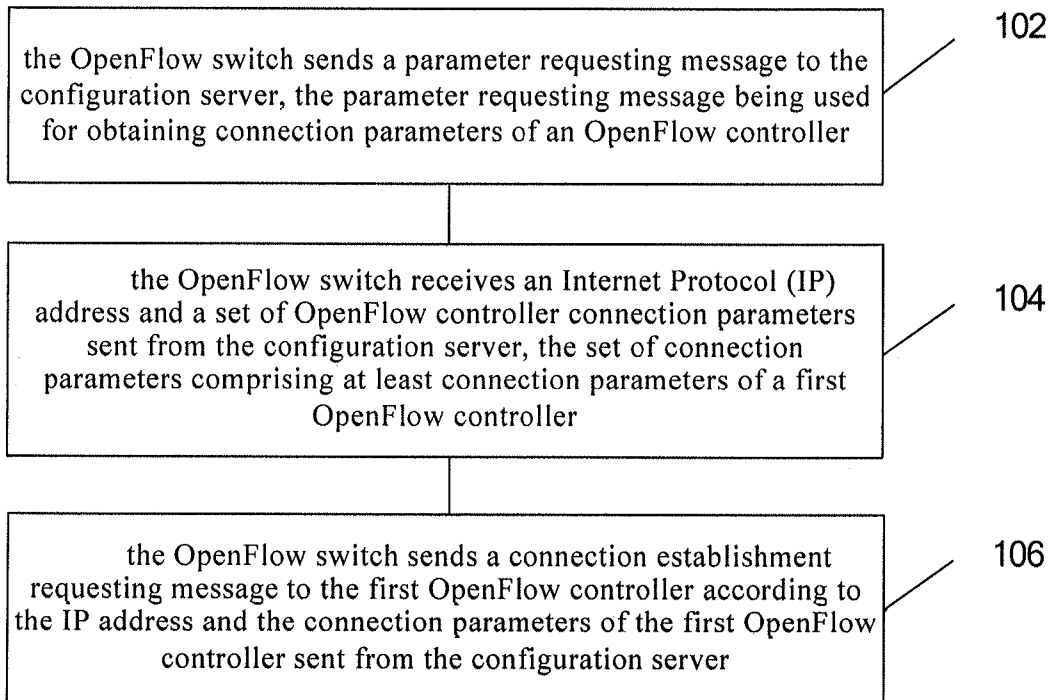 102
the OpenFlow switch sends a parameter requesting message to the
configuration server, the parameter requesting message being used
for obtaining connection parameters of an OpenFlow controller
104
the OpenFlow switch receives an Internet Protocol (IP)
address and a set of OpenFlow controller connection parameters
sent from the configuration server, the set of connection
parameters comprising at least connection parameters of a first
OpenFlow controller
106
the OpenFlow switch sends a connection establishment
requesting message to the first OpenFlow controller according to
the IP address and the connection parameters of the first OpenFlow
controller sent from the configuration server